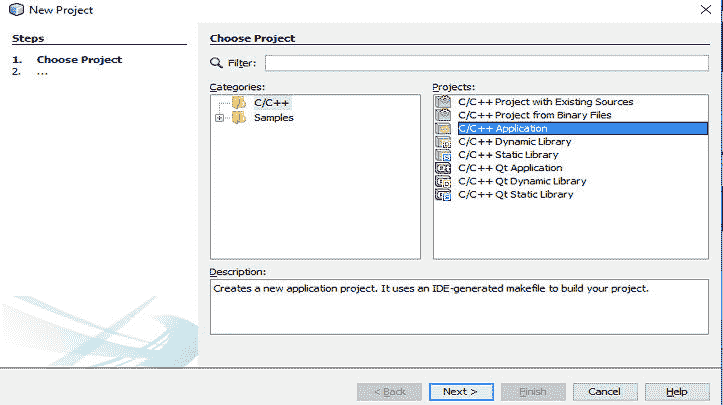 New Project
Steps
1. Choose Project
2. ...
Choose Project
Filter:
Categories:
C/C++
Samples
Projects:
C/C++ Project with Existing Sources
C/C++ Project from Binary Files
C/C++ Application
C/C++ Dynamic Library
C/C++ Static Library
C/C++ Qt Application
C/C++ Qt Dynamic Library
C/C++ Qt Static Library
Description:
Creates a new application project. It uses an IDE-generated makefile to build your project.
< Back
Next >
Finish
Cancel
Help